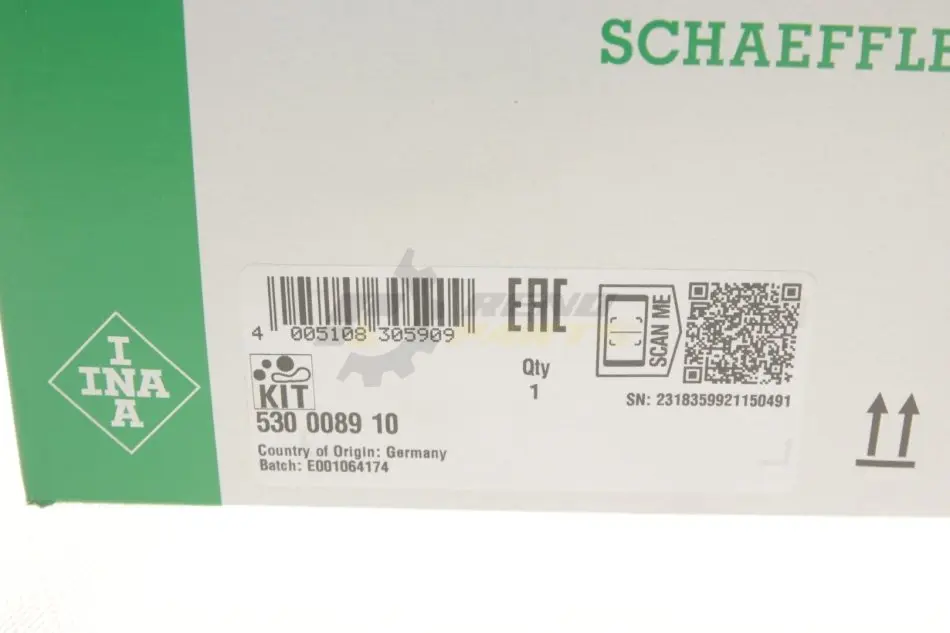 SCHAEFFLE
I
INA
A
4 005108 305909
EAC
SCAN ME
KIT
Qty
1
530 0089 10
SN: 2318359921150491
Country of Origin: Germany
Batch: E001064174